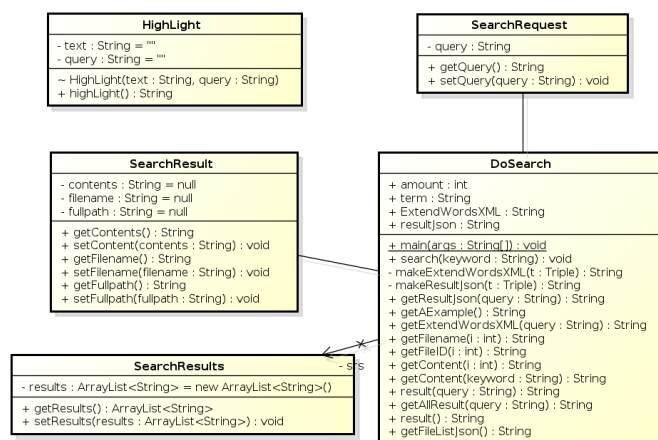 HighLight
- text : String = ""
- query : String = ""
~ HighLight(text : String, query : String)
+ highLight() : String
SearchRequest
- query : String
+ getQuery() : String
+ setQuery(query : String) : void
SearchResult
- contents : String = null
- filename : String = null
- fullpath : String = null
+ getContents() : String
+ setContent(contents : String) : void
+ getFilename() : String
+ setFilename(filename : String) : void
+ getFullpath() : String
+ setFullpath(fullpath : String) : void
DoSearch
+ amount : int
+ term : String
+ ExtendWordsXML : String
+ resultJson : String
+ main(args : String[]) : void
+ search(keyword : String) : void
- makeExtendWordsXML(t : Triple) : String
- makeResultJson(t : Triple) : String
+ getResultJson(query : String) : String
+ getAExample() : String
+ getExtendWordsXML(query : String) : String
+ getFilename(i : int) : String
+ getFileID(i : int) : String
+ getContent(i : int) : String
+ getContent(keyword : String) : String
+ result(query : String) : String
+ getAllResult(query : String) : String
+ result() : String
+ getFileListJson() : String
- srs
SearchResults
- results : ArrayList<String> = new ArrayList<String>()
+ getResults() : ArrayList<String>
+ setResults(results : ArrayList<String>) : void